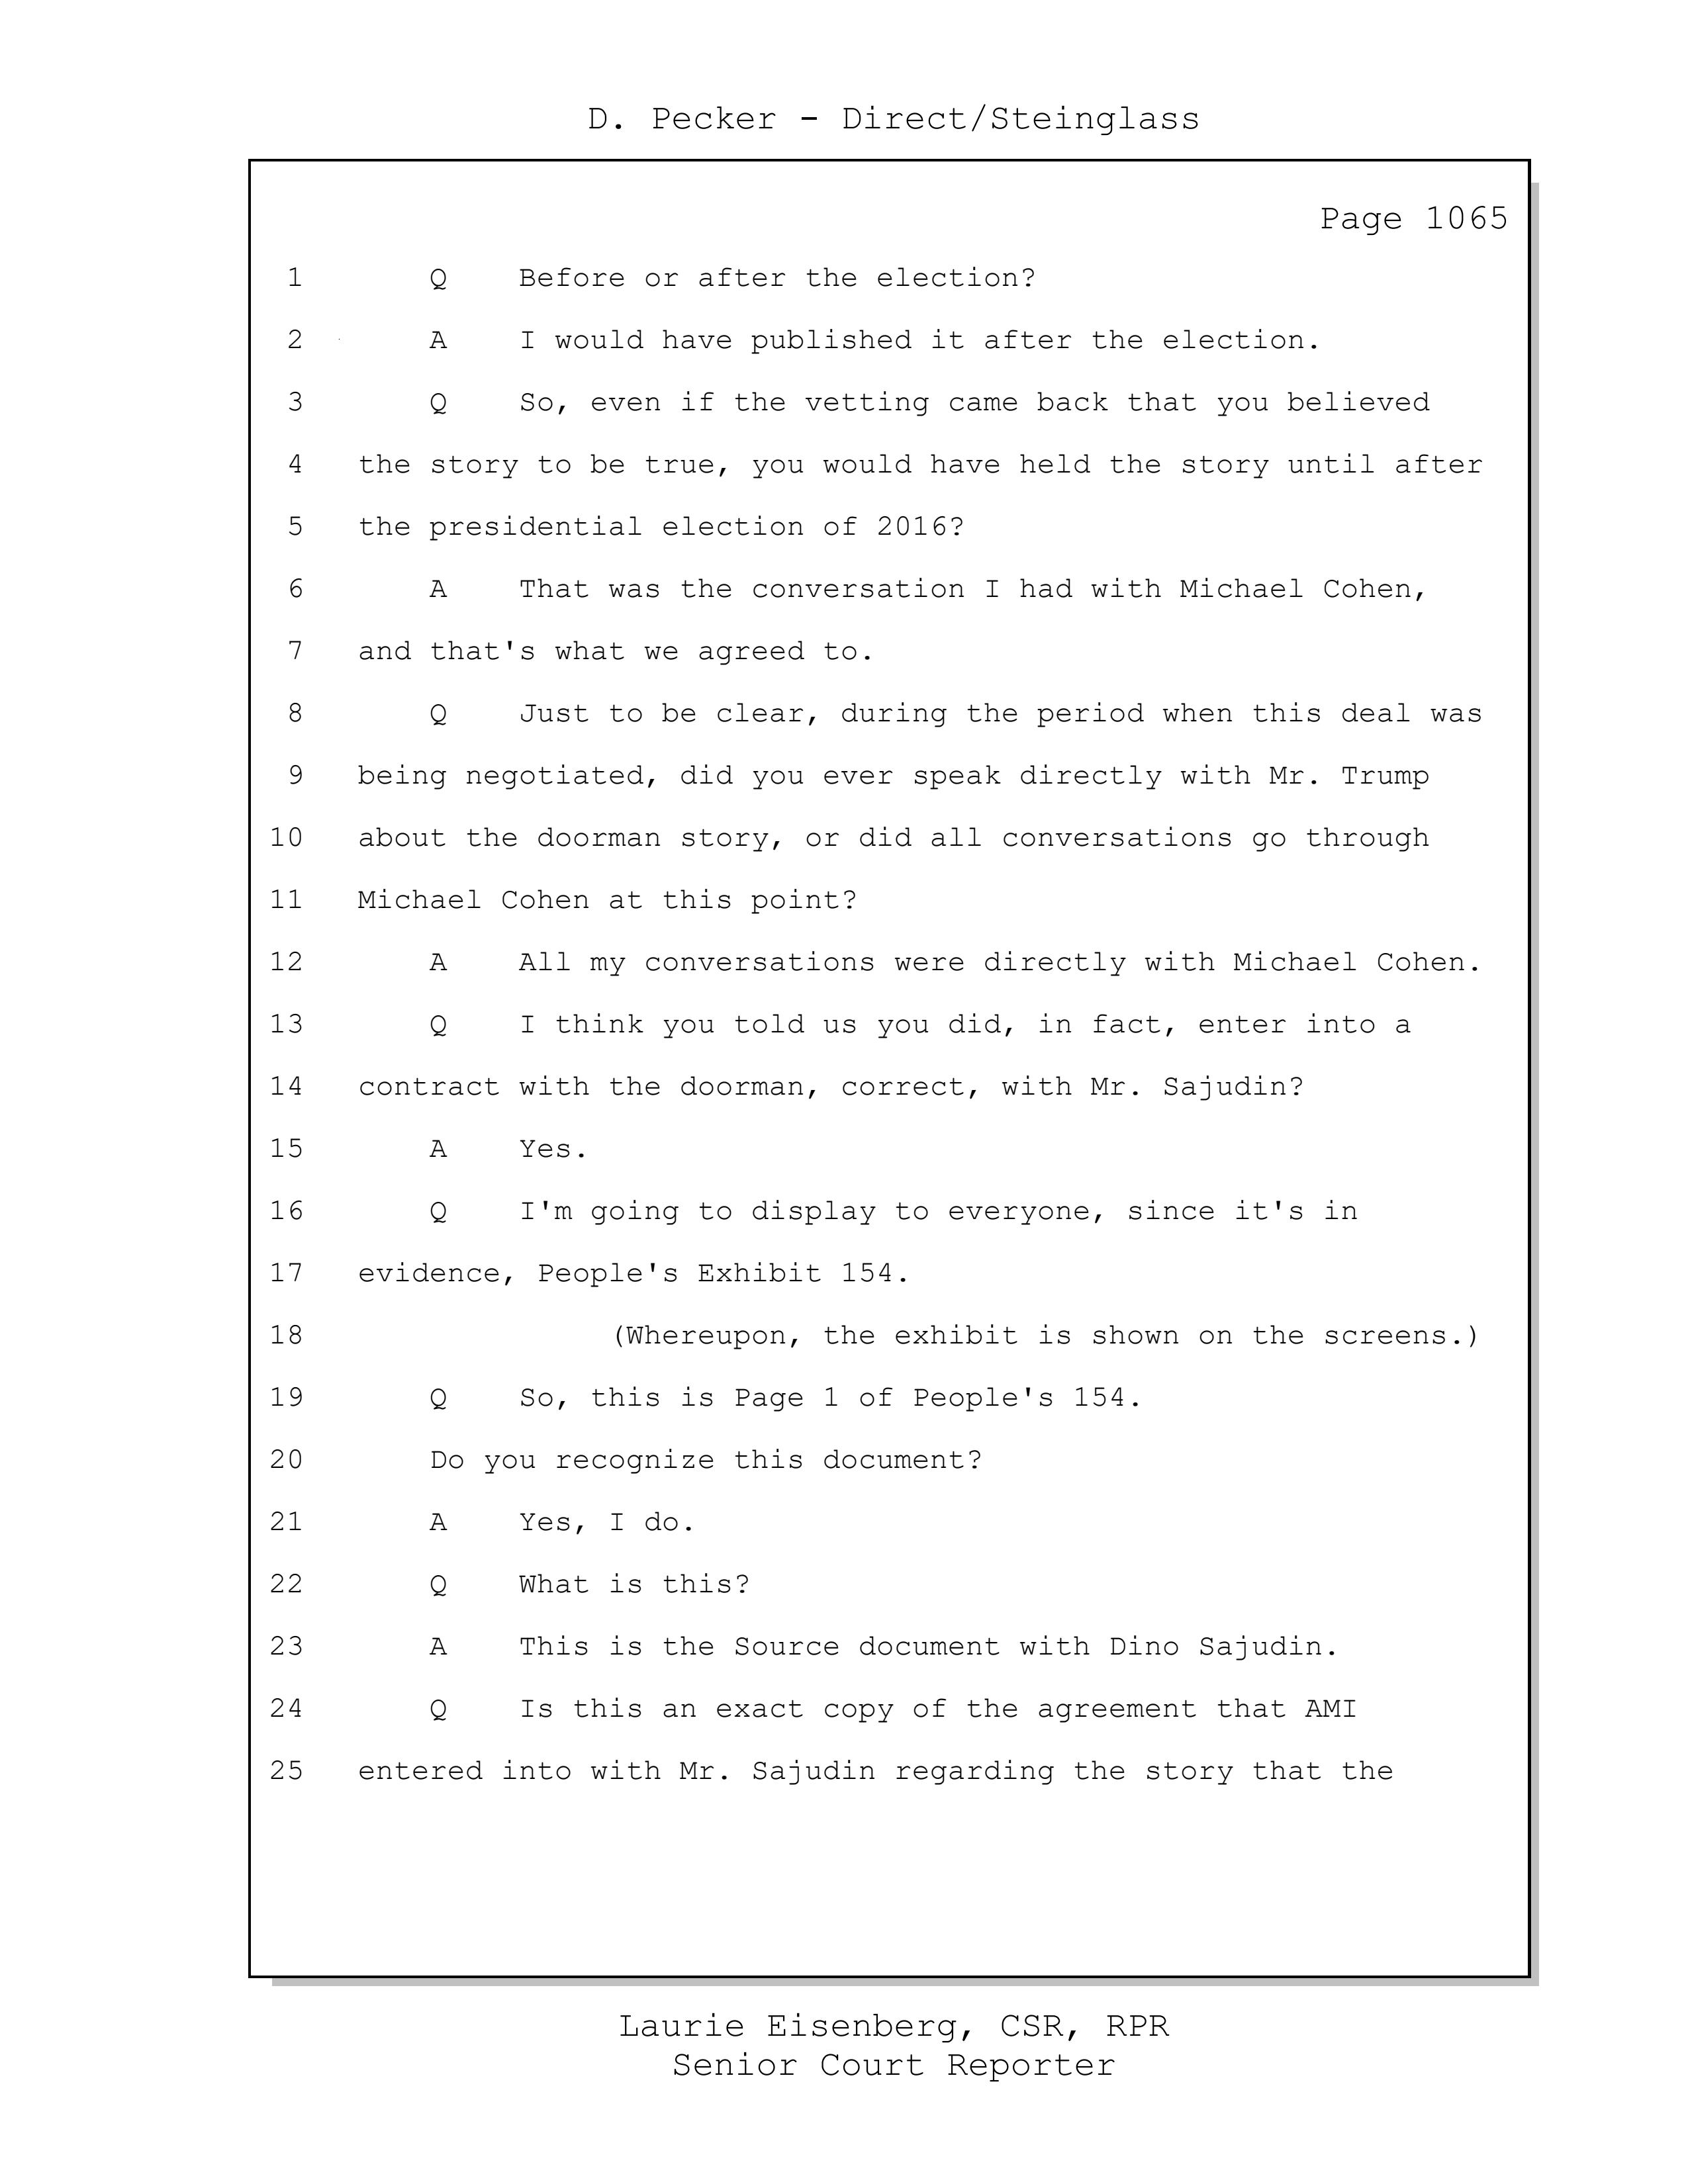 D. Pecker - Direct/Steinglass
Page 1065
1 Q Before or after the election?
2 A I would have published it after the election.
3 Q So, even if the vetting came back that you believed
4 the story to be true, you would have held the story until after
5 the presidential election of 2016?
6 A That was the conversation I had with Michael Cohen,
7 and that's what we agreed to.
8 Q Just to be clear, during the period when this deal was
9 being negotiated, did you ever speak directly with Mr. Trump
10 about the doorman story, or did all conversations go through
11 Michael Cohen at this point?
12 A All my conversations were directly with Michael Cohen.
13 Q I think you told us you did, in fact, enter into a
14 contract with the doorman, correct, with Mr. Sajudin?
15 A Yes.
16 Q I'm going to display to everyone, since it's in
17 evidence, People's Exhibit 154.
18 (Whereupon, the exhibit is shown on the screens.)
19 Q So, this is Page 1 of People's 154.
20 Do you recognize this document?
21 A Yes, I do.
22 Q What is this?
23 A This is the Source document with Dino Sajudin.
24 Q Is this an exact copy of the agreement that AMI
25 entered into with Mr. Sajudin regarding the story that the
Laurie Eisenberg, CSR, RPR
Senior Court Reporter